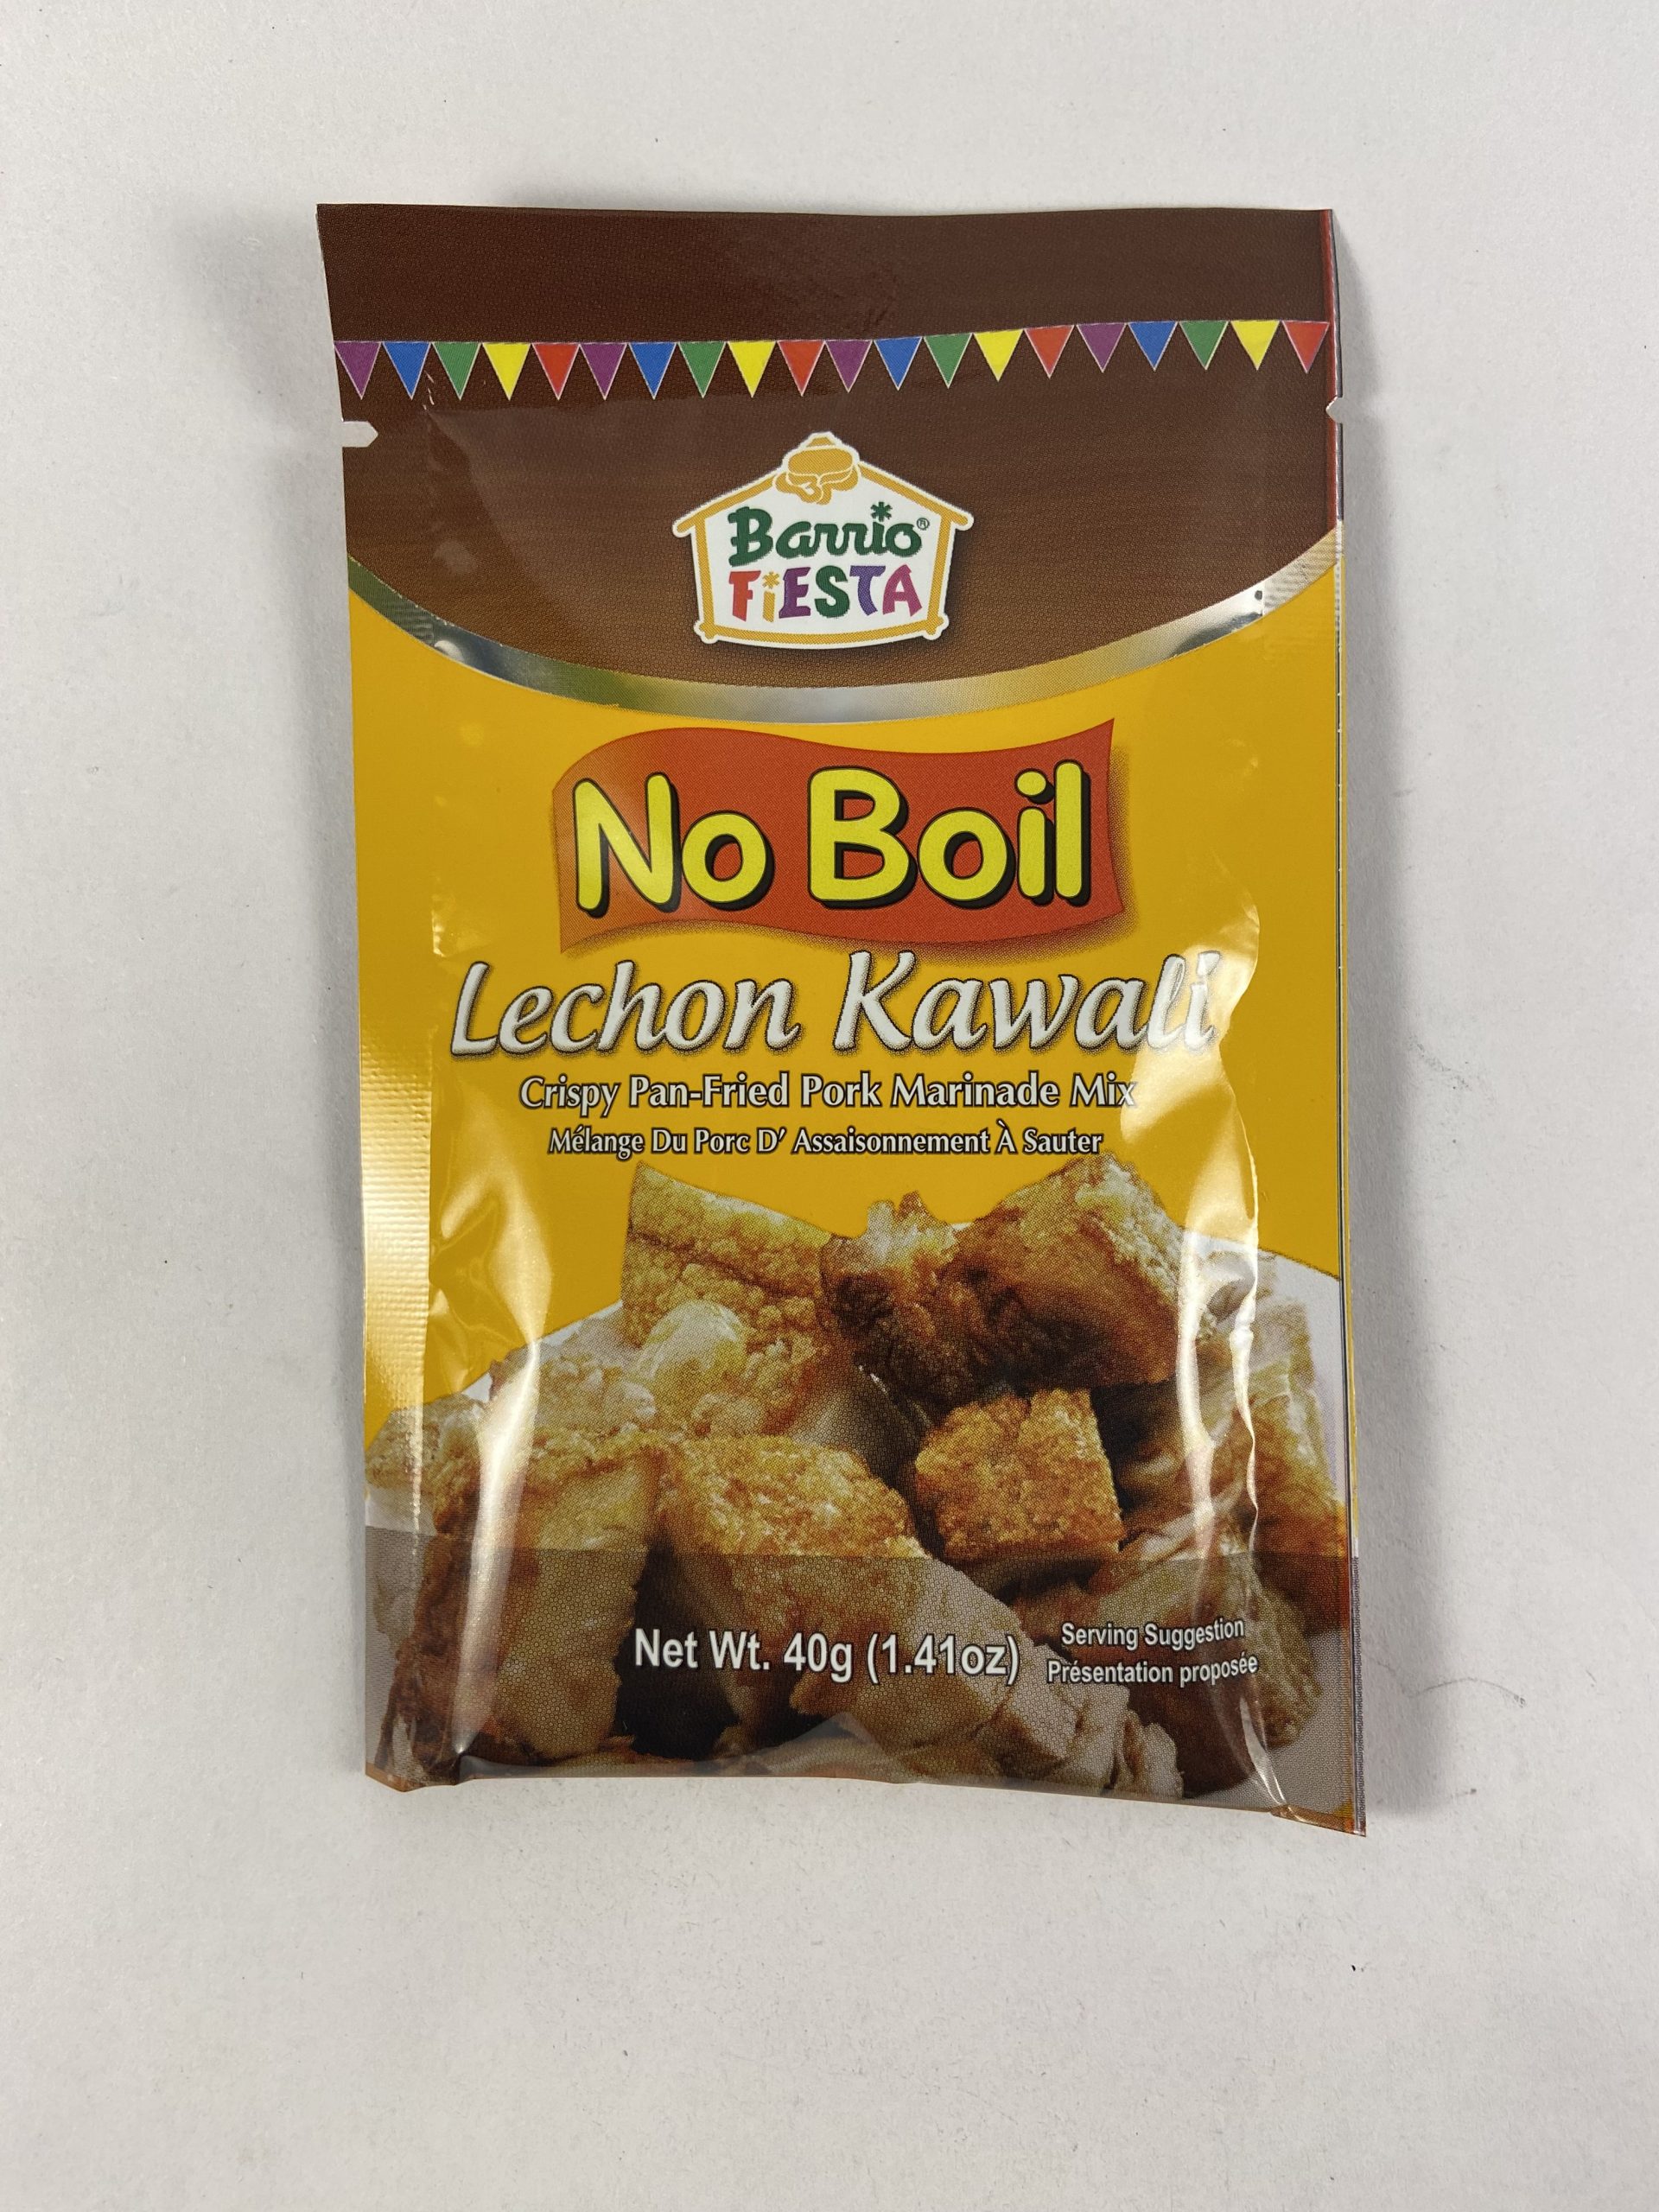 Barrio®
FiESTA
No Boil
Lechon Kawali
Crispy Pan-Fried Pork Marinade Mix
Mélange Du Porc D' Assaisonnement À Sauter
Net Wt. 40g (1.41oz)
Serving Suggestion
Présentation proposée